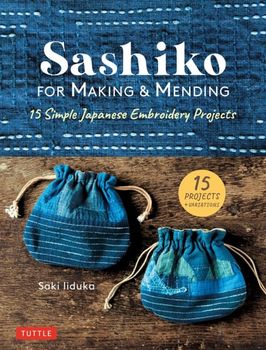 Sashiko
FOR MAKING & MENDING
15 Simple Japanese Embroidery Projects
15
PROJECTS
+ VARIATIONS
Saki Iiduka
TUTTLE